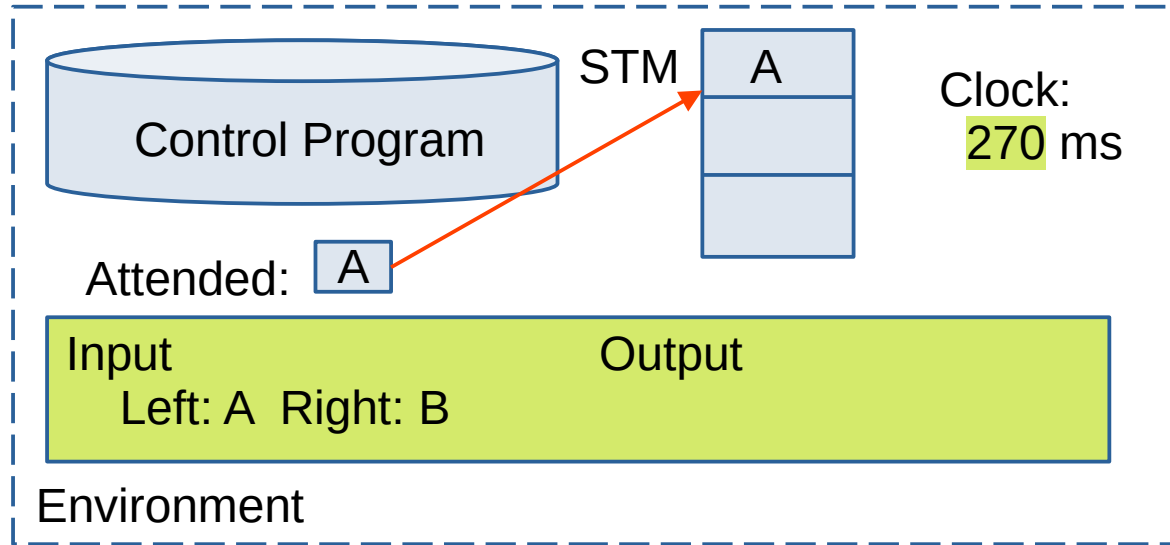 STM A
Clock:
270 ms
Control Program
Attended: A
Input Output
Left: A Right: B
Environment